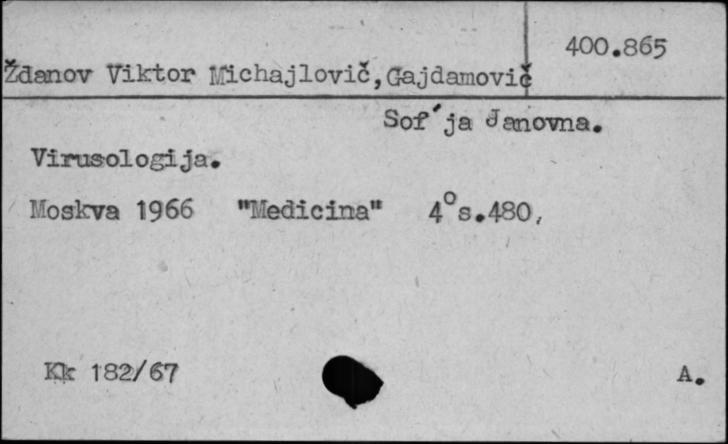 400.865
Ždanov Viktor Michajlovič, Gajdamovič
Sof´ja Janovna.
Virusologija.
Moskva 1966 "Medicina" 4° s.480,
Kk 182/67 A.